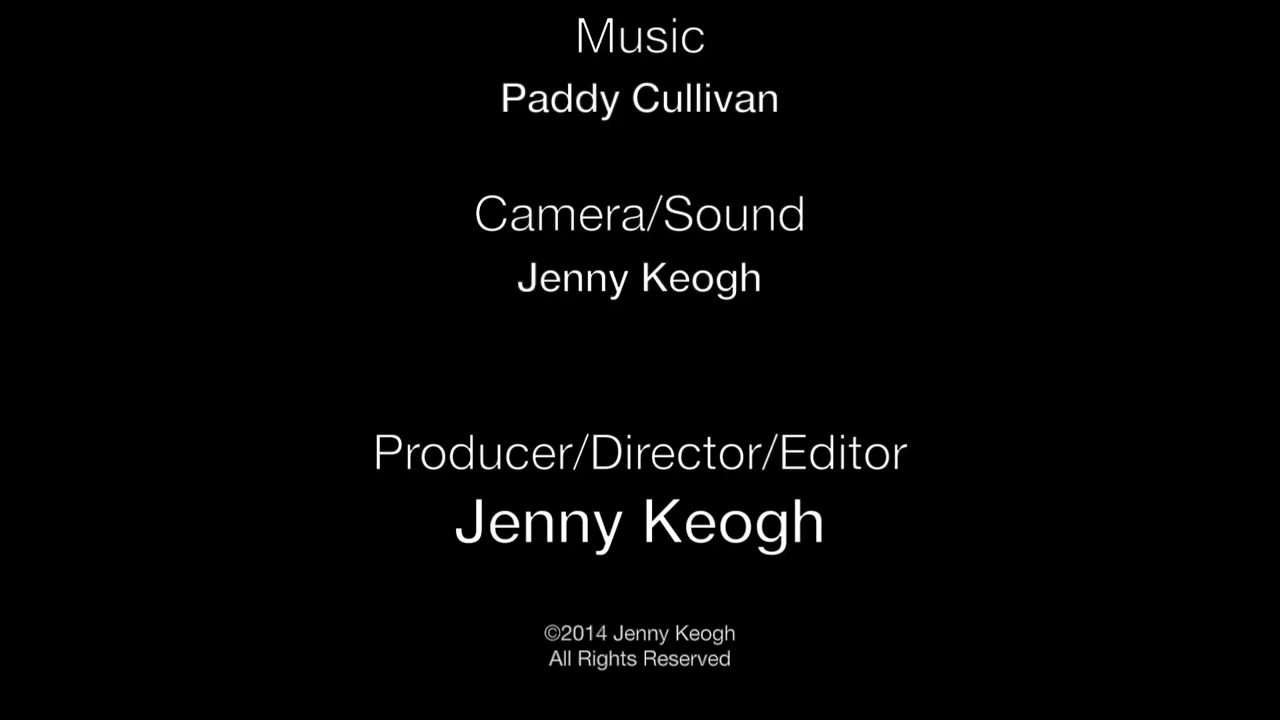 Music
Paddy Cullivan
Camera/Sound
Jenny Keogh
Producer/Director/Editor
Jenny Keogh
©2014 Jenny Keogh
All Rights Reserved